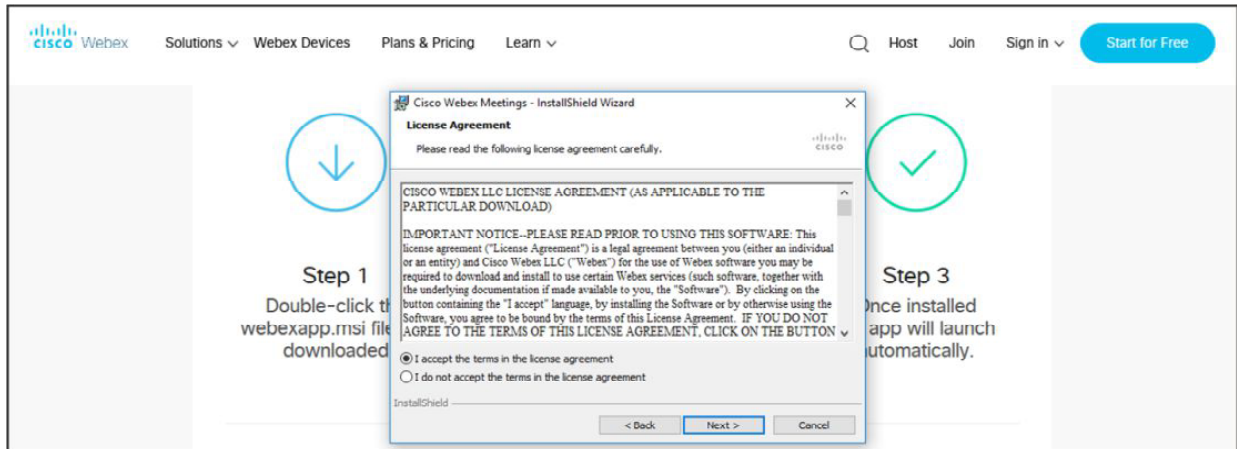 CISCO Webex Solutions Webex Devices Plans & Pricing Learn Host Join Sign in Start for Free
Cisco Webex Meetings - InstallShield Wizard
License Agreement
Please read the following license agreement carefully.
CISCO
CISCO WEBEX LLC LICENSE AGREEMENT (AS APPLICABLE TO THE
PARTICULAR DOWNLOAD)
IMPORTANT NOTICE--PLEASE READ PRIOR TO USING THIS SOFTWARE: This
license agreement ("License Agreement") is a legal agreement between you (either an individual
or an entity) and Cisco Webex LLC ("Webex") for the use of Webex software you may be
required to download and install to use certain Webex services (such software, together with
the underlying documentation if made available to you, the "Software"). By clicking on the
button containing the "I accept" language, by installing the Software or by otherwise using the
Software, you agree to be bound by the terms of this License Agreement. IF YOU DO NOT
AGREE TO THE TERMS OF THIS LICENSE AGREEMENT, CLICK ON THE BUTTON
I accept the terms in the license agreement
I do not accept the terms in the license agreement
InstallShield
< Back Next > Cancel
Step 1
Double-click
webexapp.msi
downloaded
Step 3
installed
app will launch
automatically.